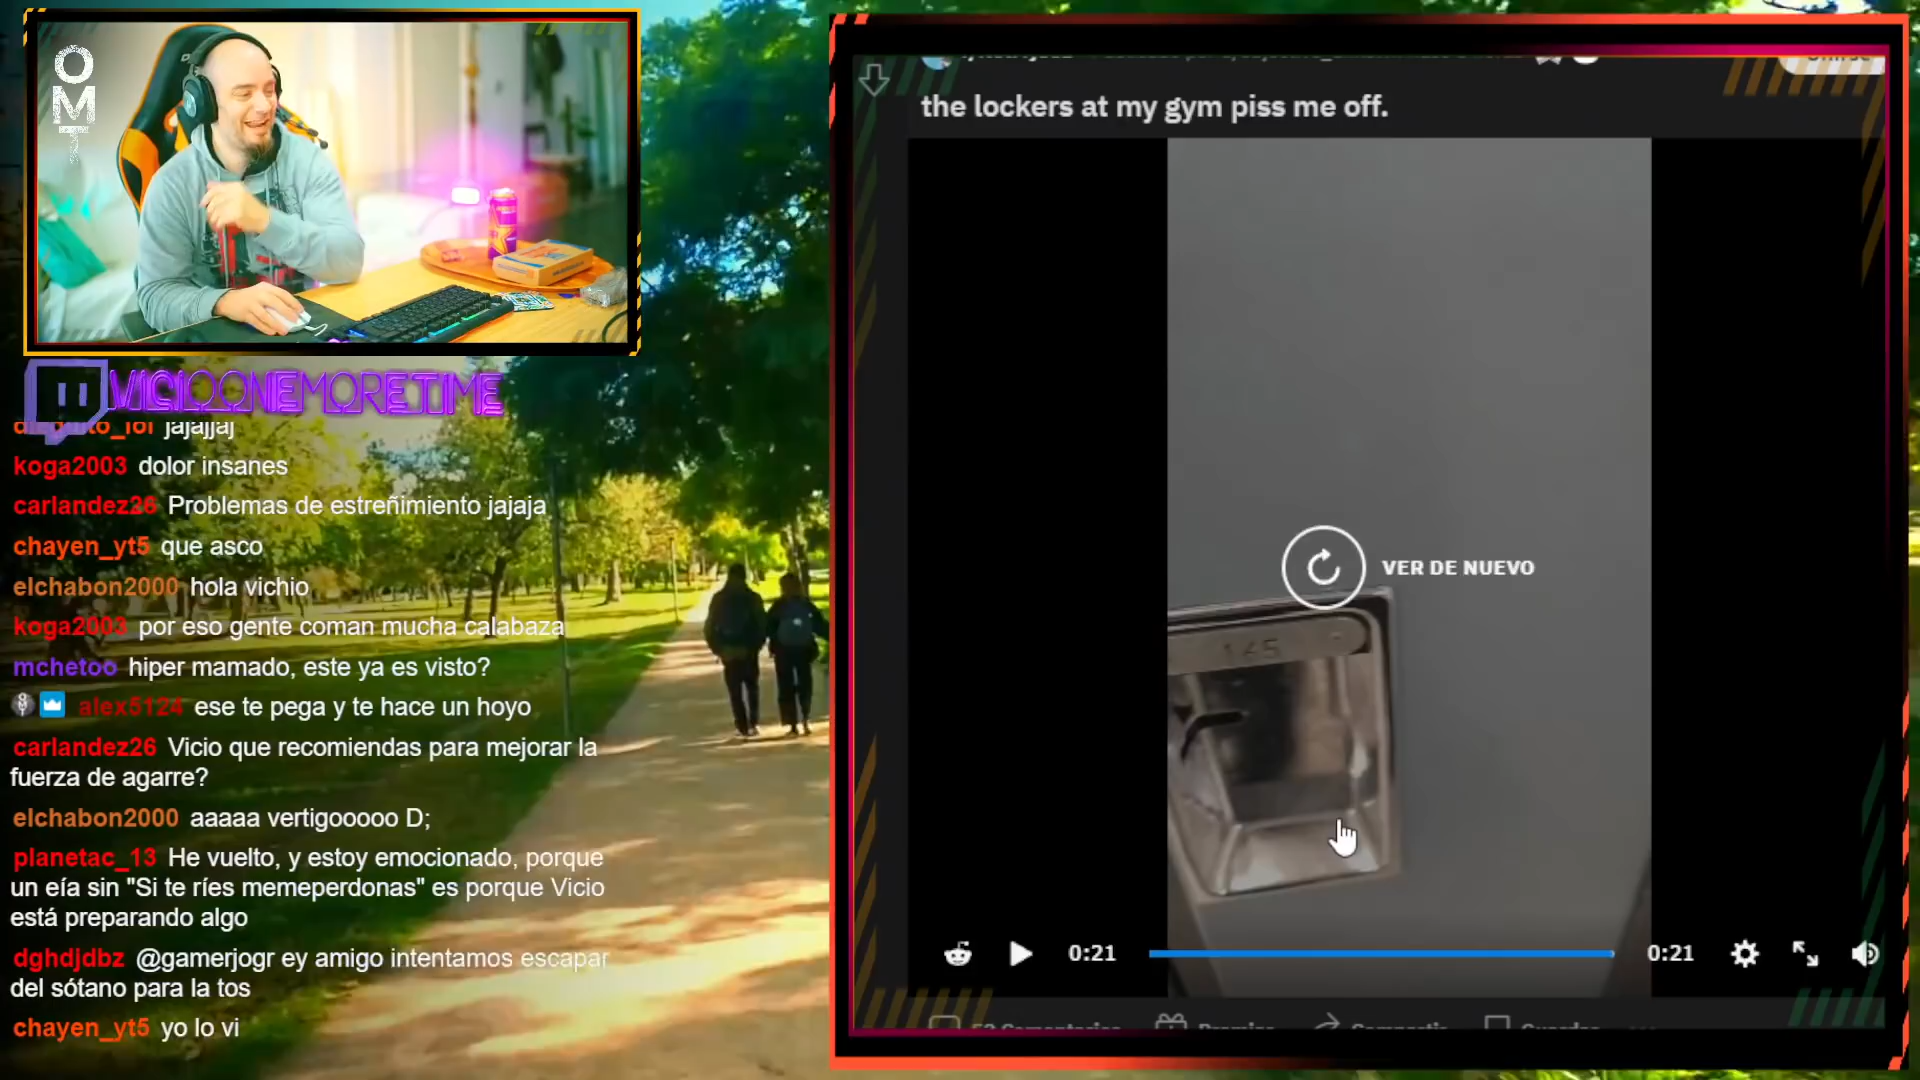 OMT
VICIOONEMORETIME
jajajjaj
koga2003 dolor insanes
carlandez26 Problemas de estreñimiento jajaja
chayen_yt5 que asco
elchabon2000 hola vichio
koga2003 por eso gente coman mucha calabaza
mchetoo hiper mamado, este ya es visto?
alex5124 ese te pega y te hace un hoyo
carlandez26 Vicio que recomiendas para mejorar la
fuerza de agarre?
elchabon2000 aaaaa vertigooooo D;
planetac_13 He vuelto, y estoy emocionado, porque
un eía sin "Si te ríes memeperdonas" es porque Vicio
está preparando algo
dghdjdbz @gamerjogr ey amigo intentamos escapar
del sótano para la tos
chayen_yt5 yo lo vi
the lockers at my gym piss me off.
VER DE NUEVO
145
0:21
0:21